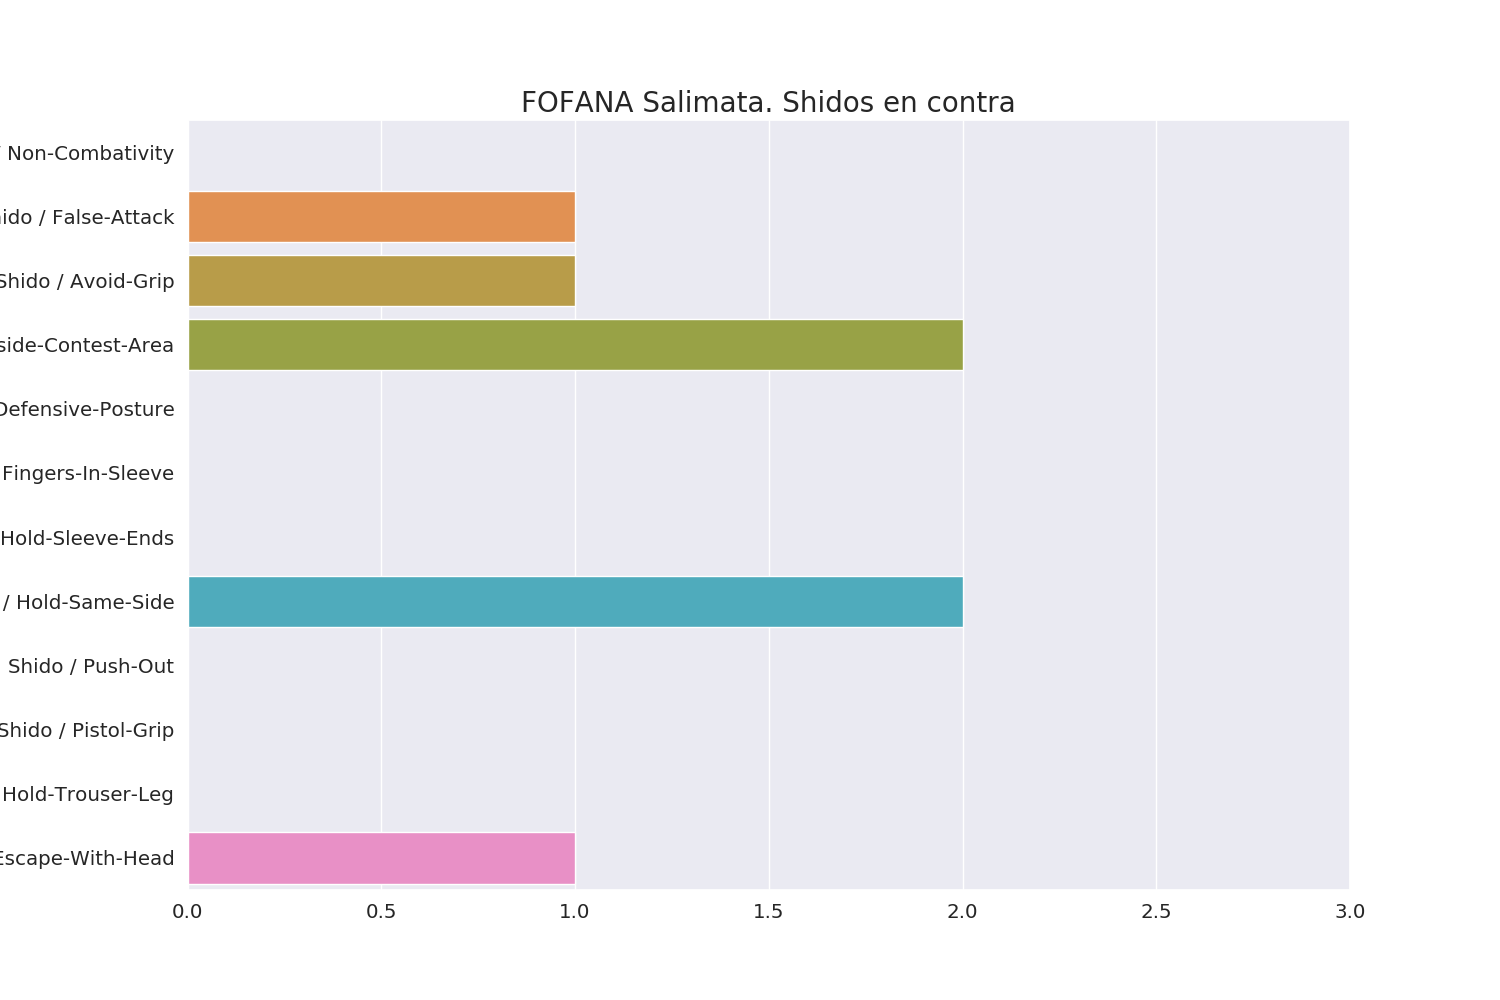 FOFANA Salimata. Shidos en contra
/ Non-Combativity
ido / False-Attack
Shido / Avoid-Grip
side-Contest-Area
Defensive-Posture
Fingers-In-Sleeve
Hold-Sleeve-Ends
/ Hold-Same-Side
Shido / Push-Out
Shido / Pistol-Grip
Hold-Trouser-Leg
Escape-With-Head
0.0 0.5 1.0 1.5 2.0 2.5 3.0